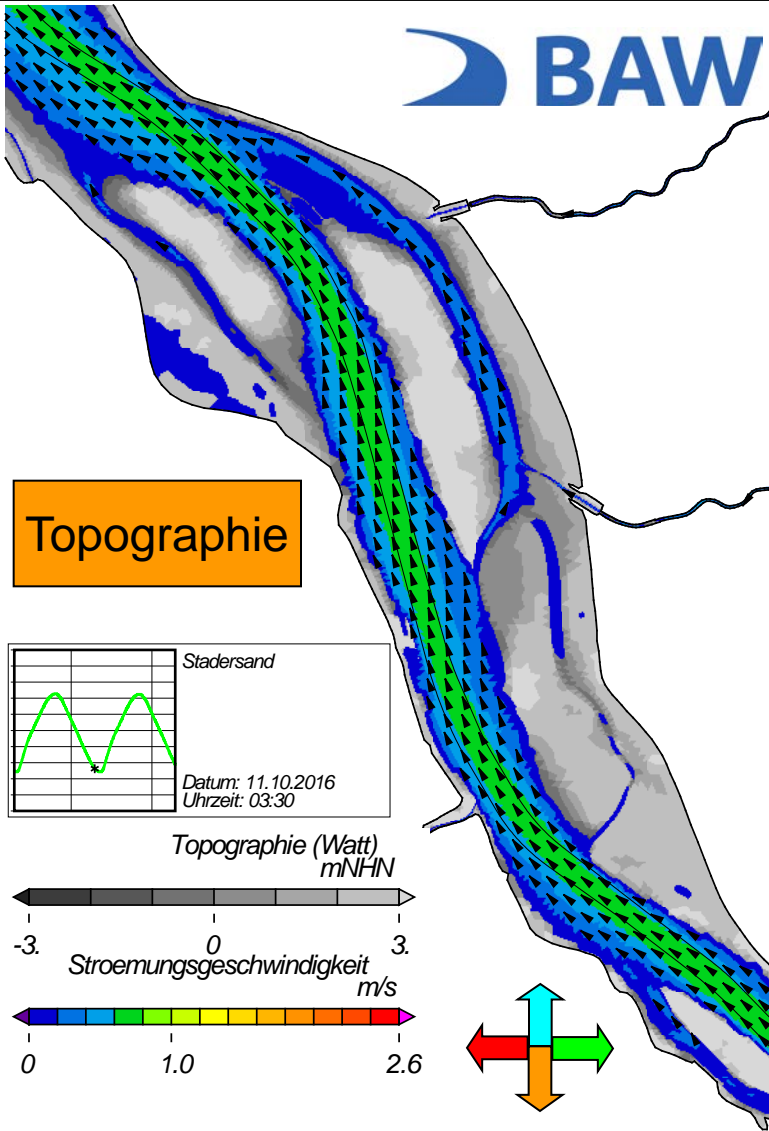 BAW
Topographie
Stadersand
Datum: 11.10.2016
Uhrzeit: 03:30
Topographie (Watt)
mNHN
-3. 0 3.
Stroemungsgeschwindigkeit
m/s
0 1.0 2.6